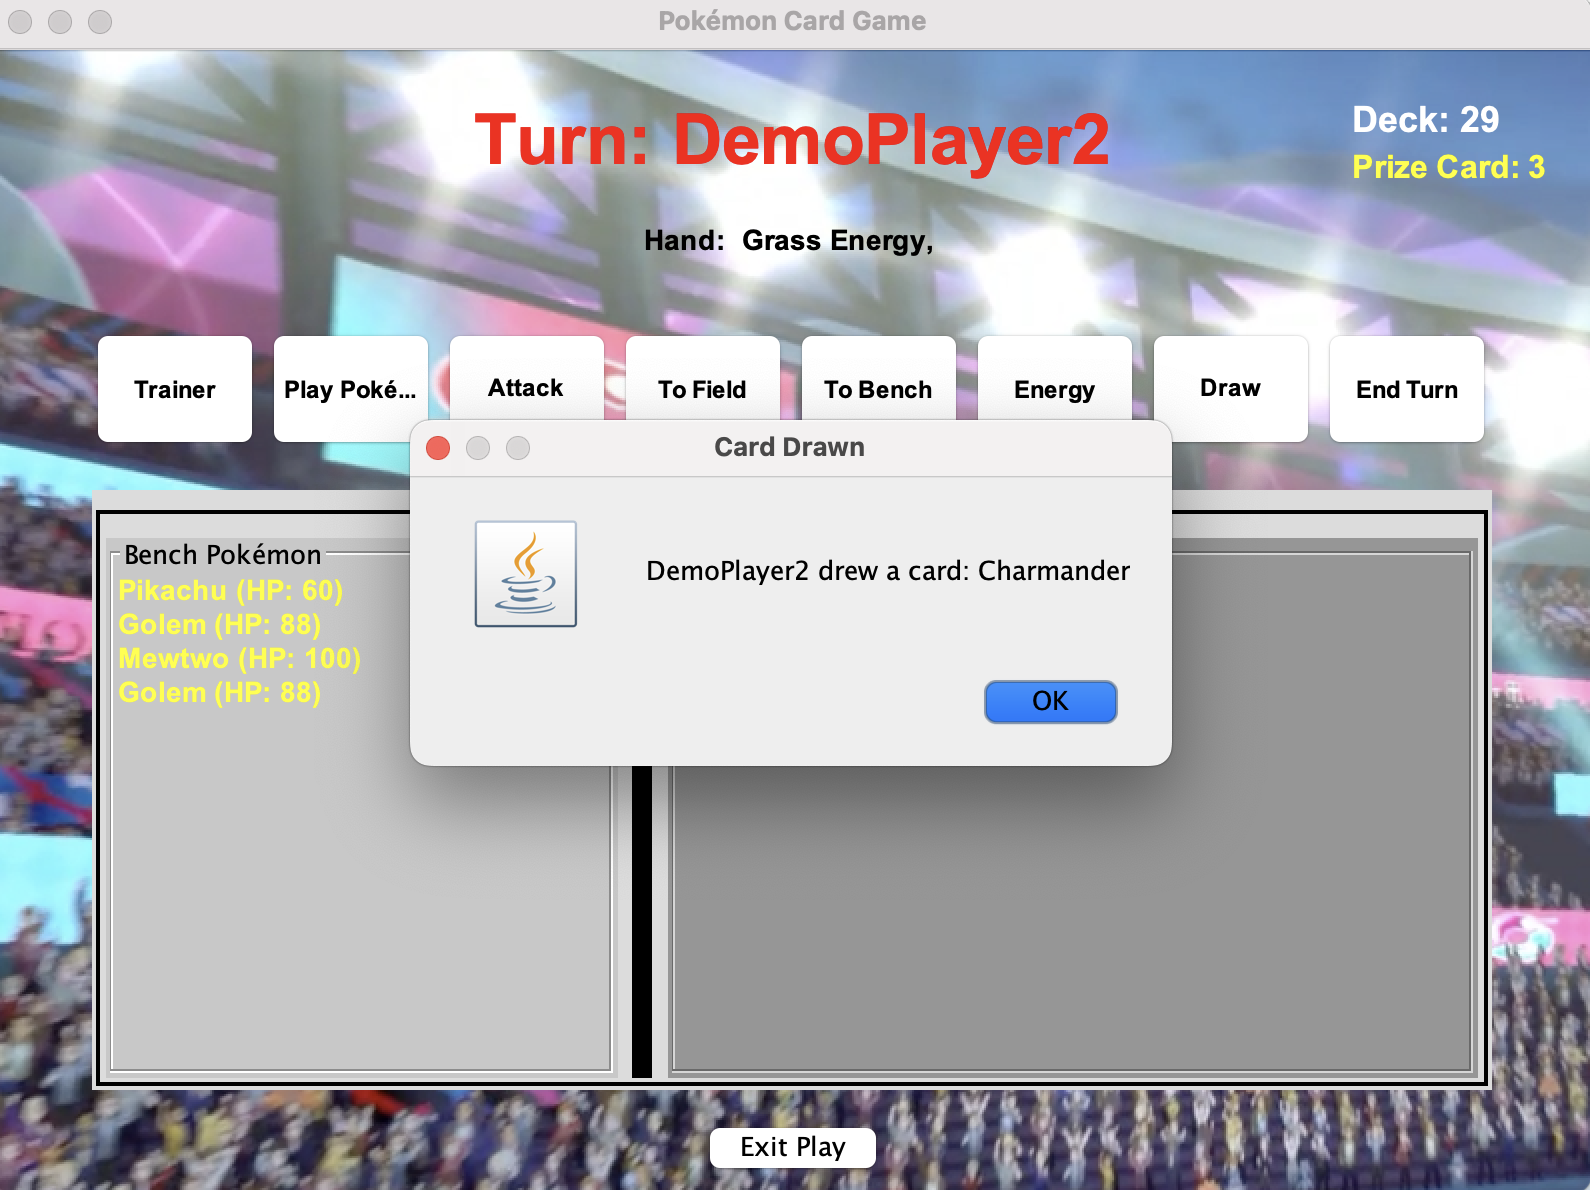 Pokémon Card Game
Turn: DemoPlayer2
Deck: 29
Prize Card: 3
Hand:  Grass Energy,
Trainer
Play Poké...
Attack
To Field
To Bench
Energy
Draw
End Turn
Card Drawn
DemoPlayer2 drew a card: Charmander
OK
Bench Pokémon
Pikachu (HP: 60)
Golem (HP: 88)
Mewtwo (HP: 100)
Golem (HP: 88)
Exit Play